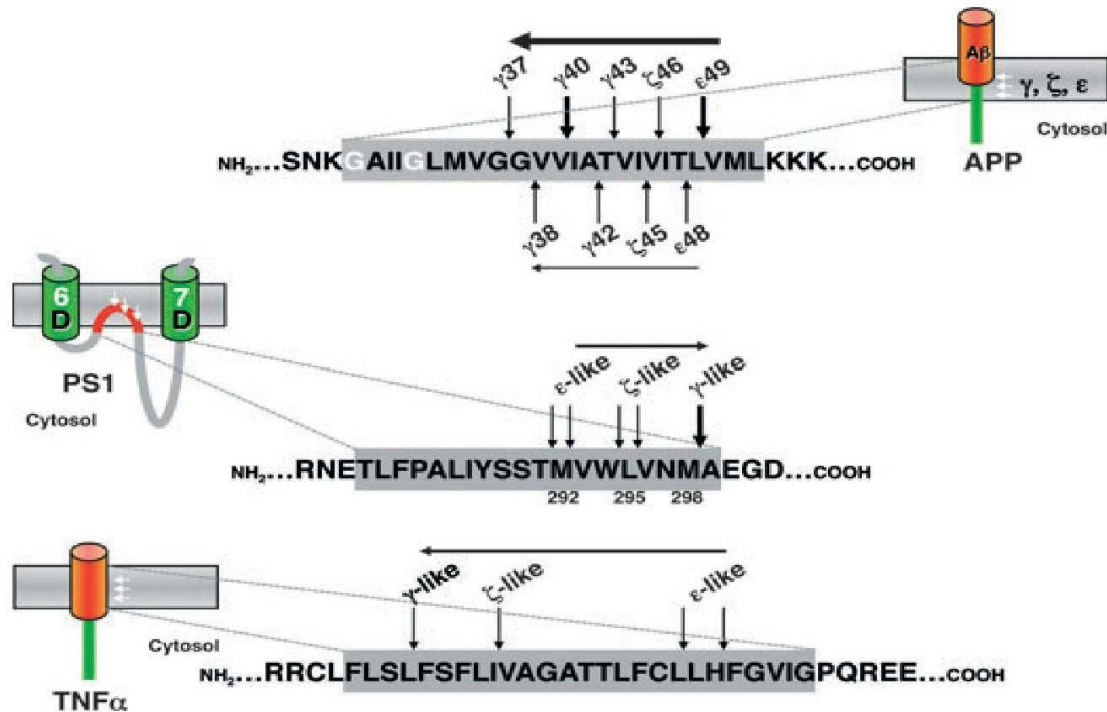 γ37 γ40 γ43 ζ46 ε49
Aβ
γ, ζ, ε
Cytosol
APP
NH2...SNKGAIIGLMVGGVVIATVIVITLVMLKKK...COOH
γ38 γ42 ζ45 ε48
6 7
D D
PS1
Cytosol
ε-like ζ-like γ-like
NH2...RNETLFPALIYSSTMVWLVNMAEGD...COOH
292 295 298
γ-like ζ-like ε-like
Cytosol
TNFα
NH2...RRCLFLSLFSFLIVAGATTLFCLLHFGVIGPQREE...COOH